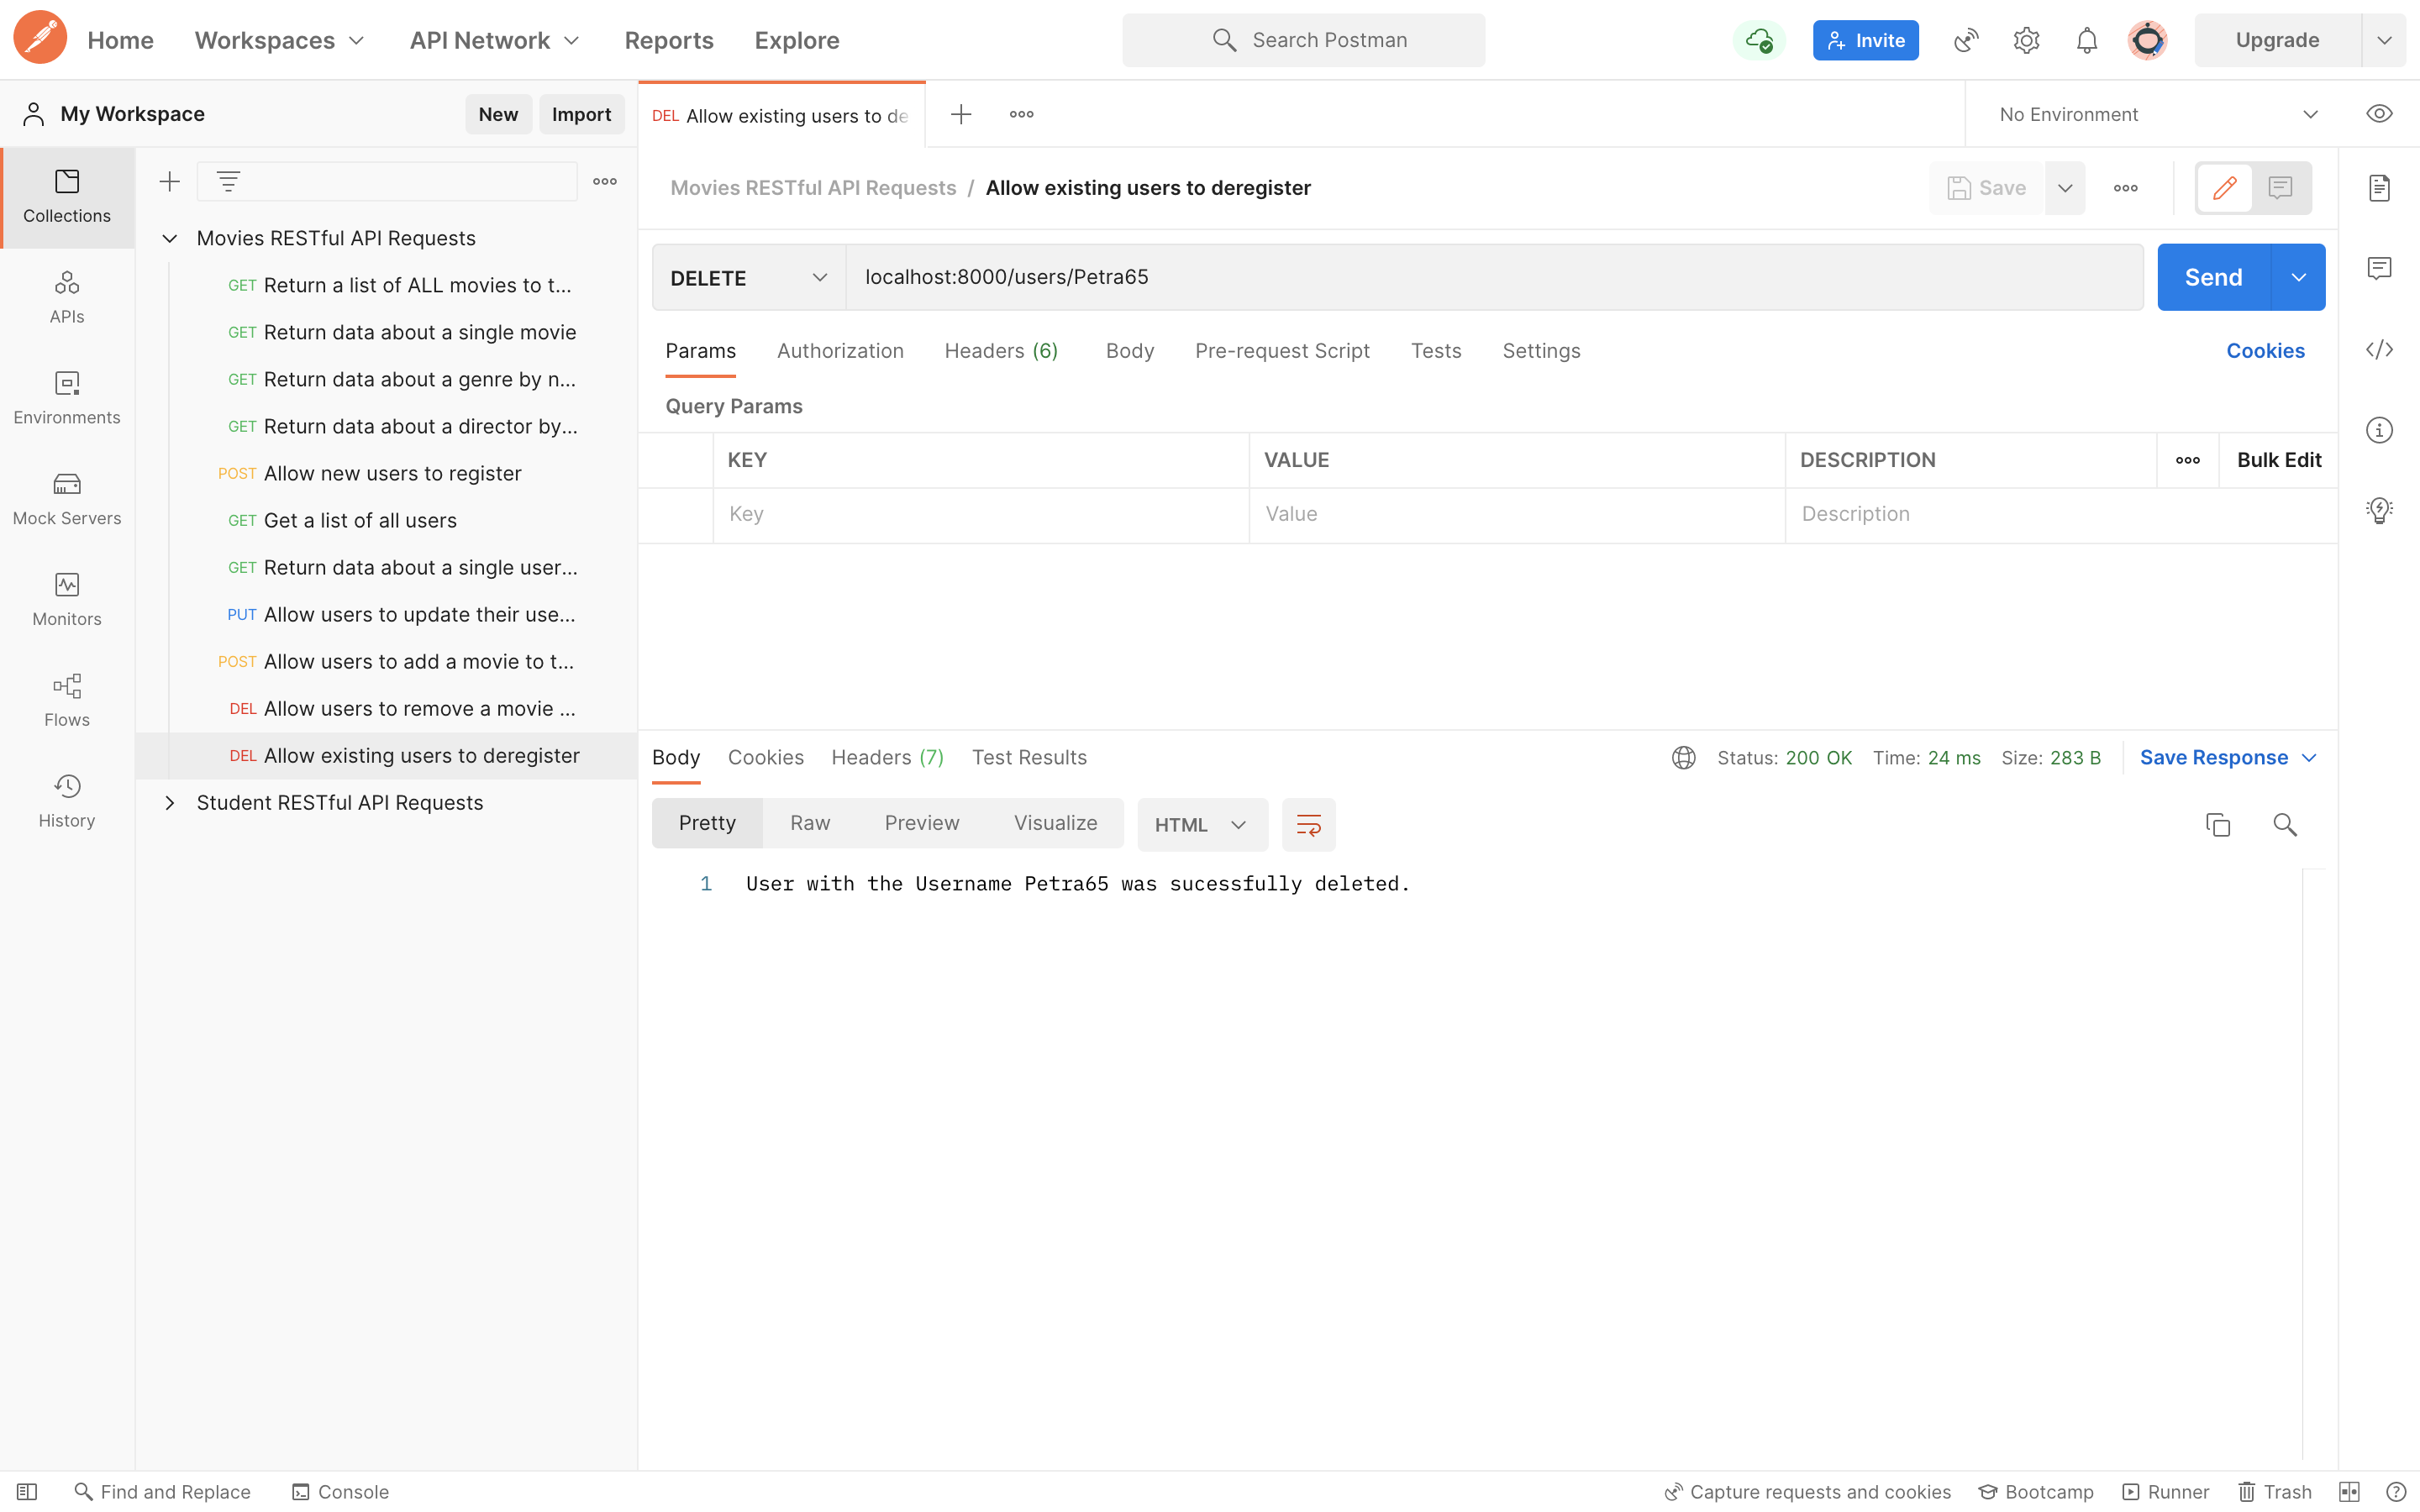 Home Workspaces API Network Reports Explore Search Postman Invite Upgrade
My Workspace New Import DEL Allow existing users to de No Environment
Collections
APIs
Environments
Mock Servers
Monitors
Flows
History
Movies RESTful API Requests
GET Return a list of ALL movies to t...
GET Return data about a single movie
GET Return data about a genre by n...
GET Return data about a director by...
POST Allow new users to register
GET Get a list of all users
GET Return data about a single user...
PUT Allow users to update their use...
POST Allow users to add a movie to t...
DEL Allow users to remove a movie ...
DEL Allow existing users to deregister
Student RESTful API Requests
Movies RESTful API Requests / Allow existing users to deregister Save
DELETE localhost:8000/users/Petra65 Send
Params Authorization Headers (6) Body Pre-request Script Tests Settings Cookies
Query Params
KEY VALUE DESCRIPTION Bulk Edit
Key Value Description
Body Cookies Headers (7) Test Results Status: 200 OK Time: 24 ms Size: 283 B Save Response
Pretty Raw Preview Visualize HTML
1 User with the Username Petra65 was sucessfully deleted.
Find and Replace Console Capture requests and cookies Bootcamp Runner Trash